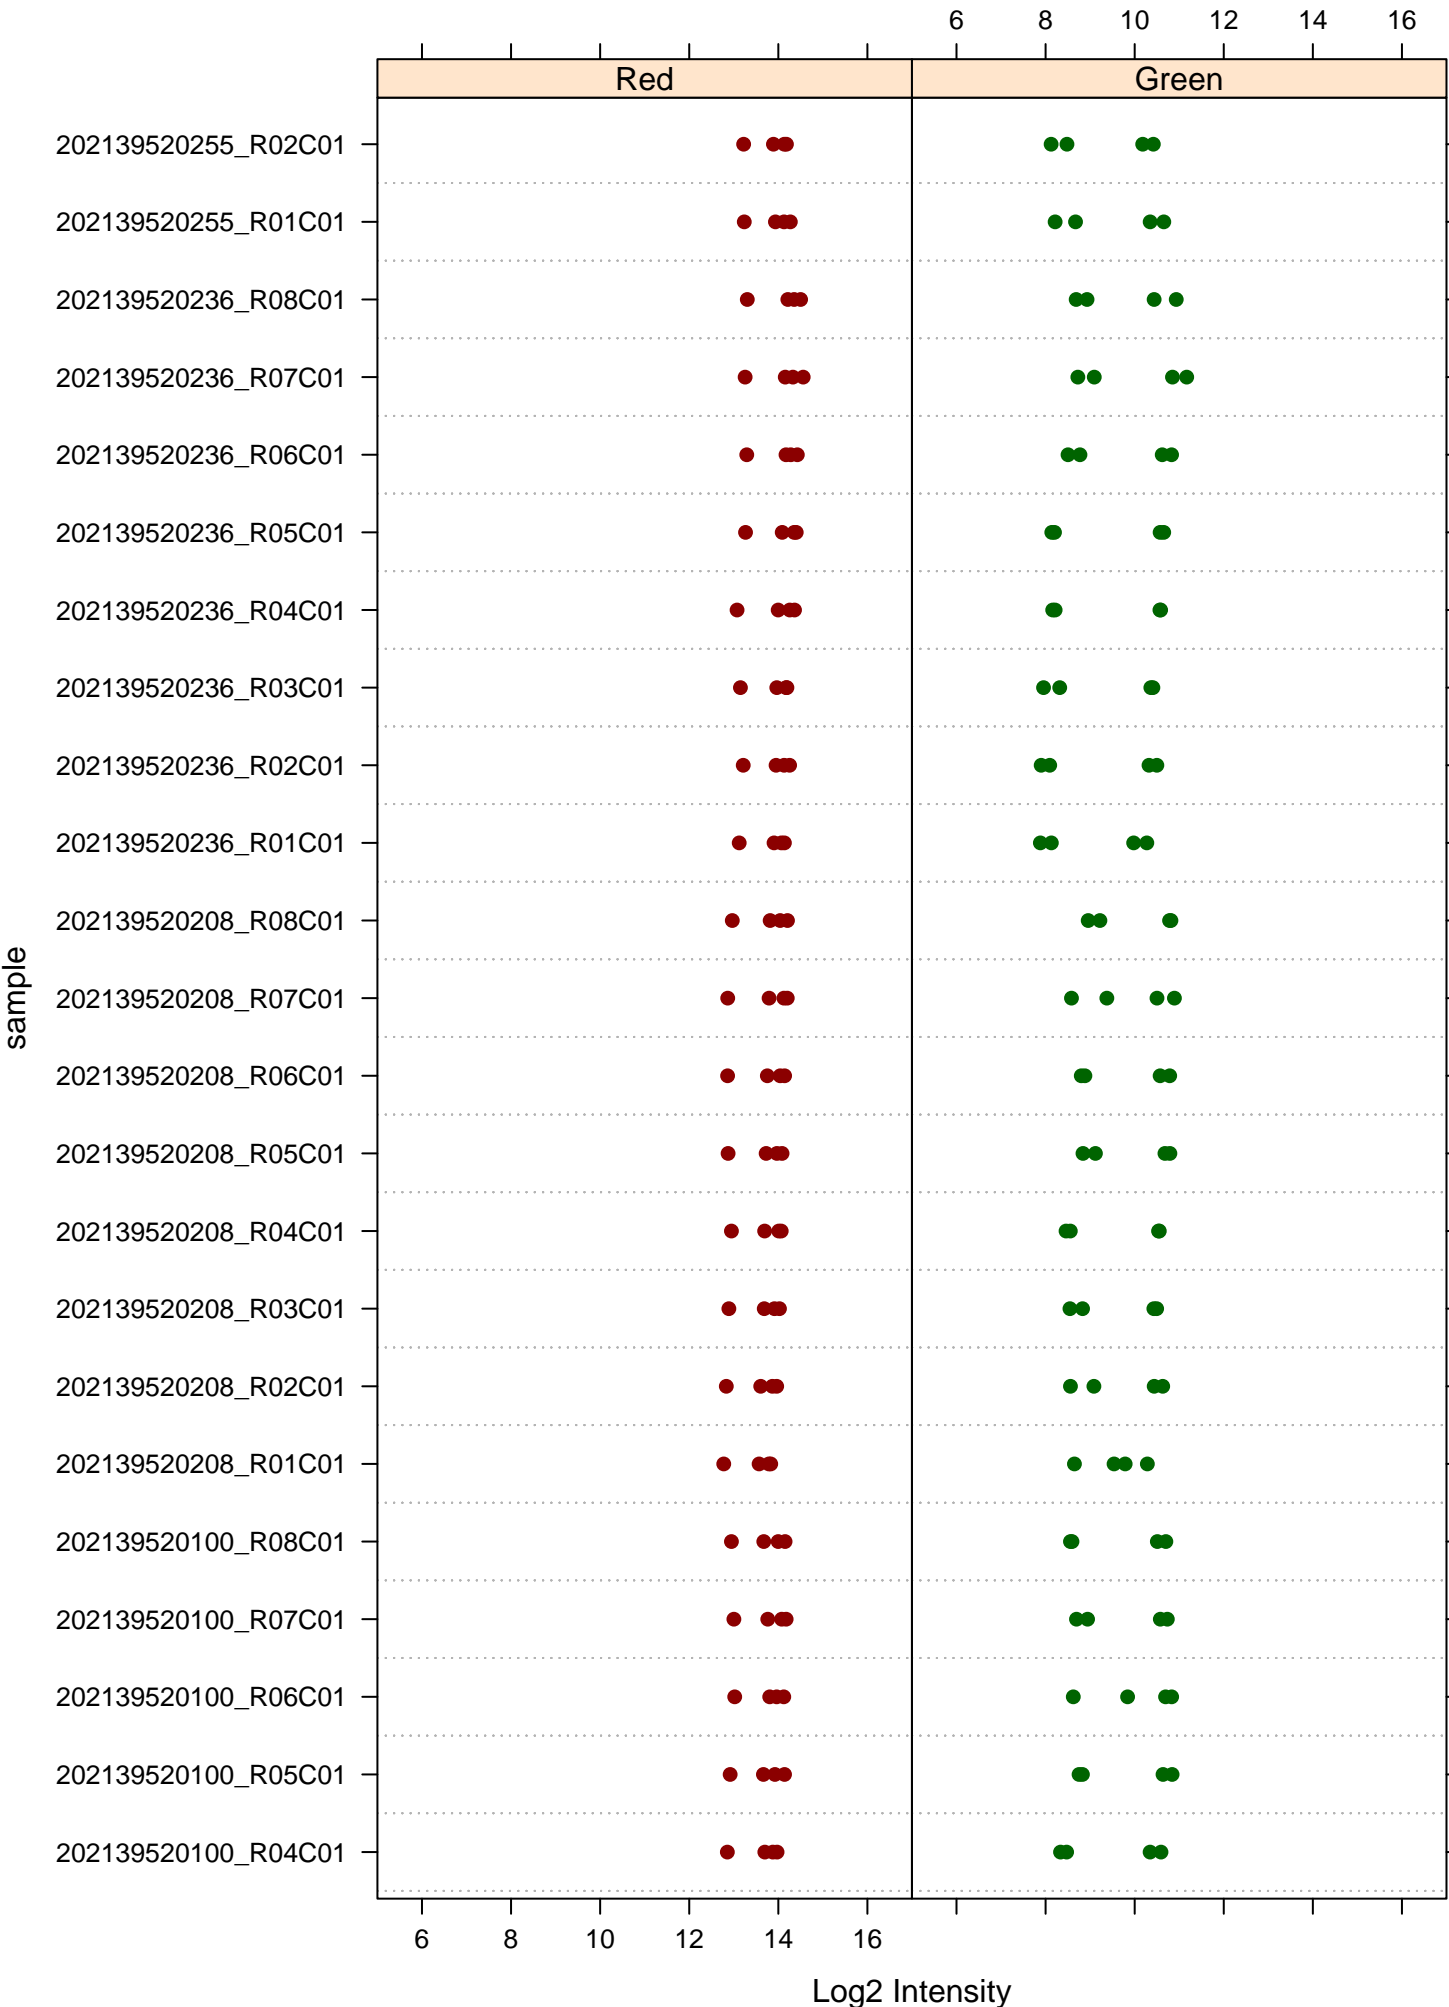 6 8 10 12 14 16
Red Green
202139520255_R02C01
202139520255_R01C01
202139520236_R08C01
202139520236_R07C01
202139520236_R06C01
202139520236_R05C01
202139520236_R04C01
202139520236_R03C01
202139520236_R02C01
202139520236_R01C01
202139520208_R08C01
202139520208_R07C01
202139520208_R06C01
202139520208_R05C01
202139520208_R04C01
202139520208_R03C01
202139520208_R02C01
202139520208_R01C01
202139520100_R08C01
202139520100_R07C01
202139520100_R06C01
202139520100_R05C01
202139520100_R04C01
sample
6 8 10 12 14 16
Log2 Intensity